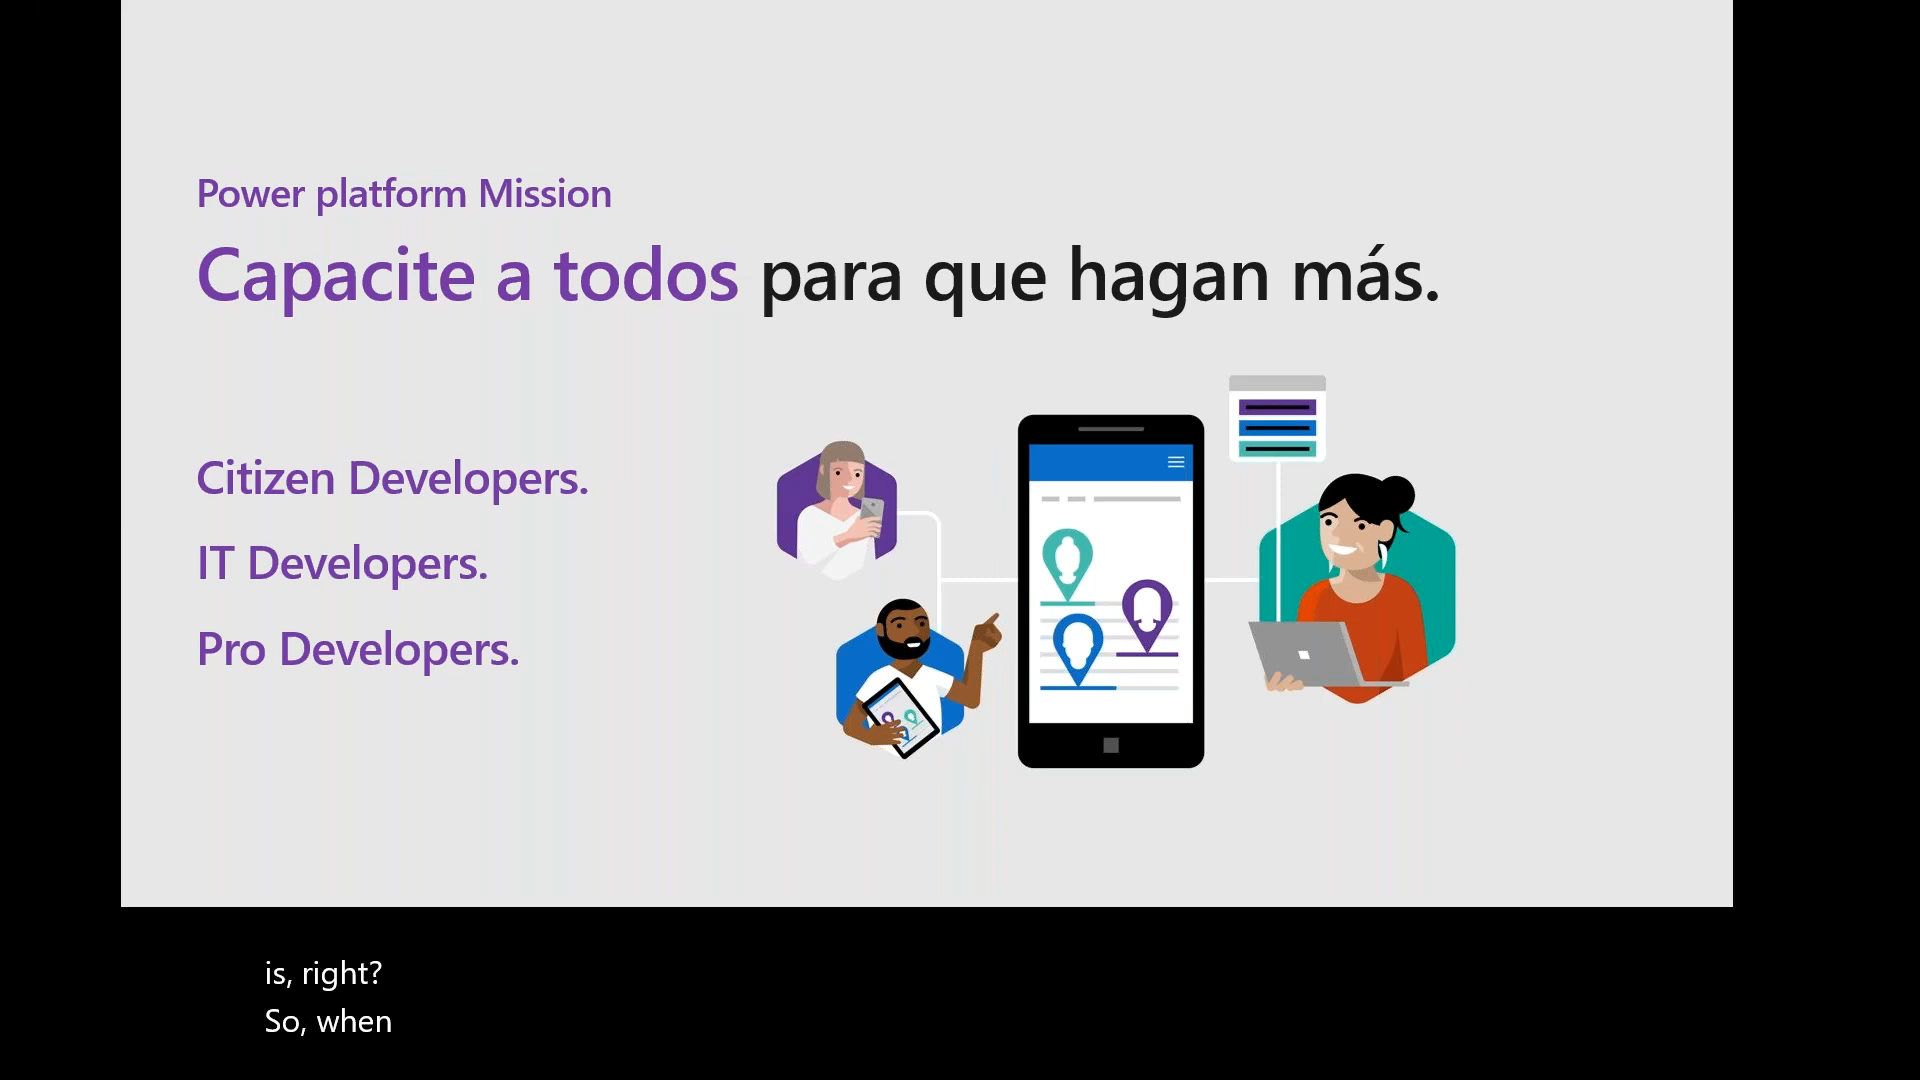 Power platform Mission
Capacite a todos para que hagan más.
Citizen Developers.
IT Developers.
Pro Developers.
is, right?
So, when